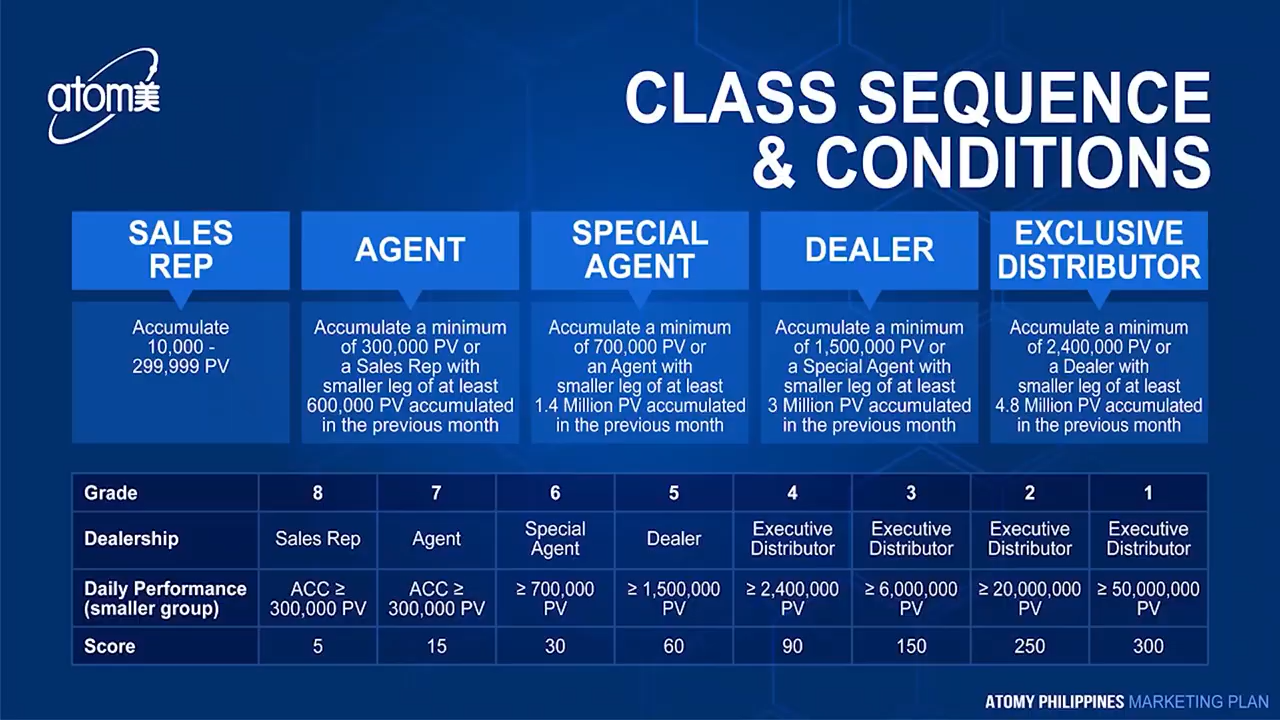 atom美
CLASS SEQUENCE
& CONDITIONS
SALES
REP
Accumulate
10,000 -
299,999 PV
AGENT
Accumulate a minimum
of 300,000 PV or
a Sales Rep with
smaller leg of at least
600,000 PV accumulated
in the previous month
SPECIAL
AGENT
Accumulate a minimum
of 700,000 PV or
an Agent with
smaller leg of at least
1.4 Million PV accumulated
in the previous month
DEALER
Accumulate a minimum
of 1,500,000 PV or
a Special Agent with
smaller leg of at least
3 Million PV accumulated
in the previous month
EXCLUSIVE
DISTRIBUTOR
Accumulate a minimum
of 2,400,000 PV or
a Dealer with
smaller leg of at least
4.8 Million PV accumulated
in the previous month
Grade 8 7 6 5 4 3 2 1
Dealership Sales Rep Agent Special Agent Dealer Executive Distributor Executive Distributor Executive Distributor Executive Distributor
Daily Performance (smaller group) ACC ≥ 300,000 PV ACC ≥ 300,000 PV ≥ 700,000 PV ≥ 1,500,000 PV ≥ 2,400,000 PV ≥ 6,000,000 PV ≥ 20,000,000 PV ≥ 50,000,000 PV
Score 5 15 30 60 90 150 250 300
ATOMY PHILIPPINES MARKETING PLAN